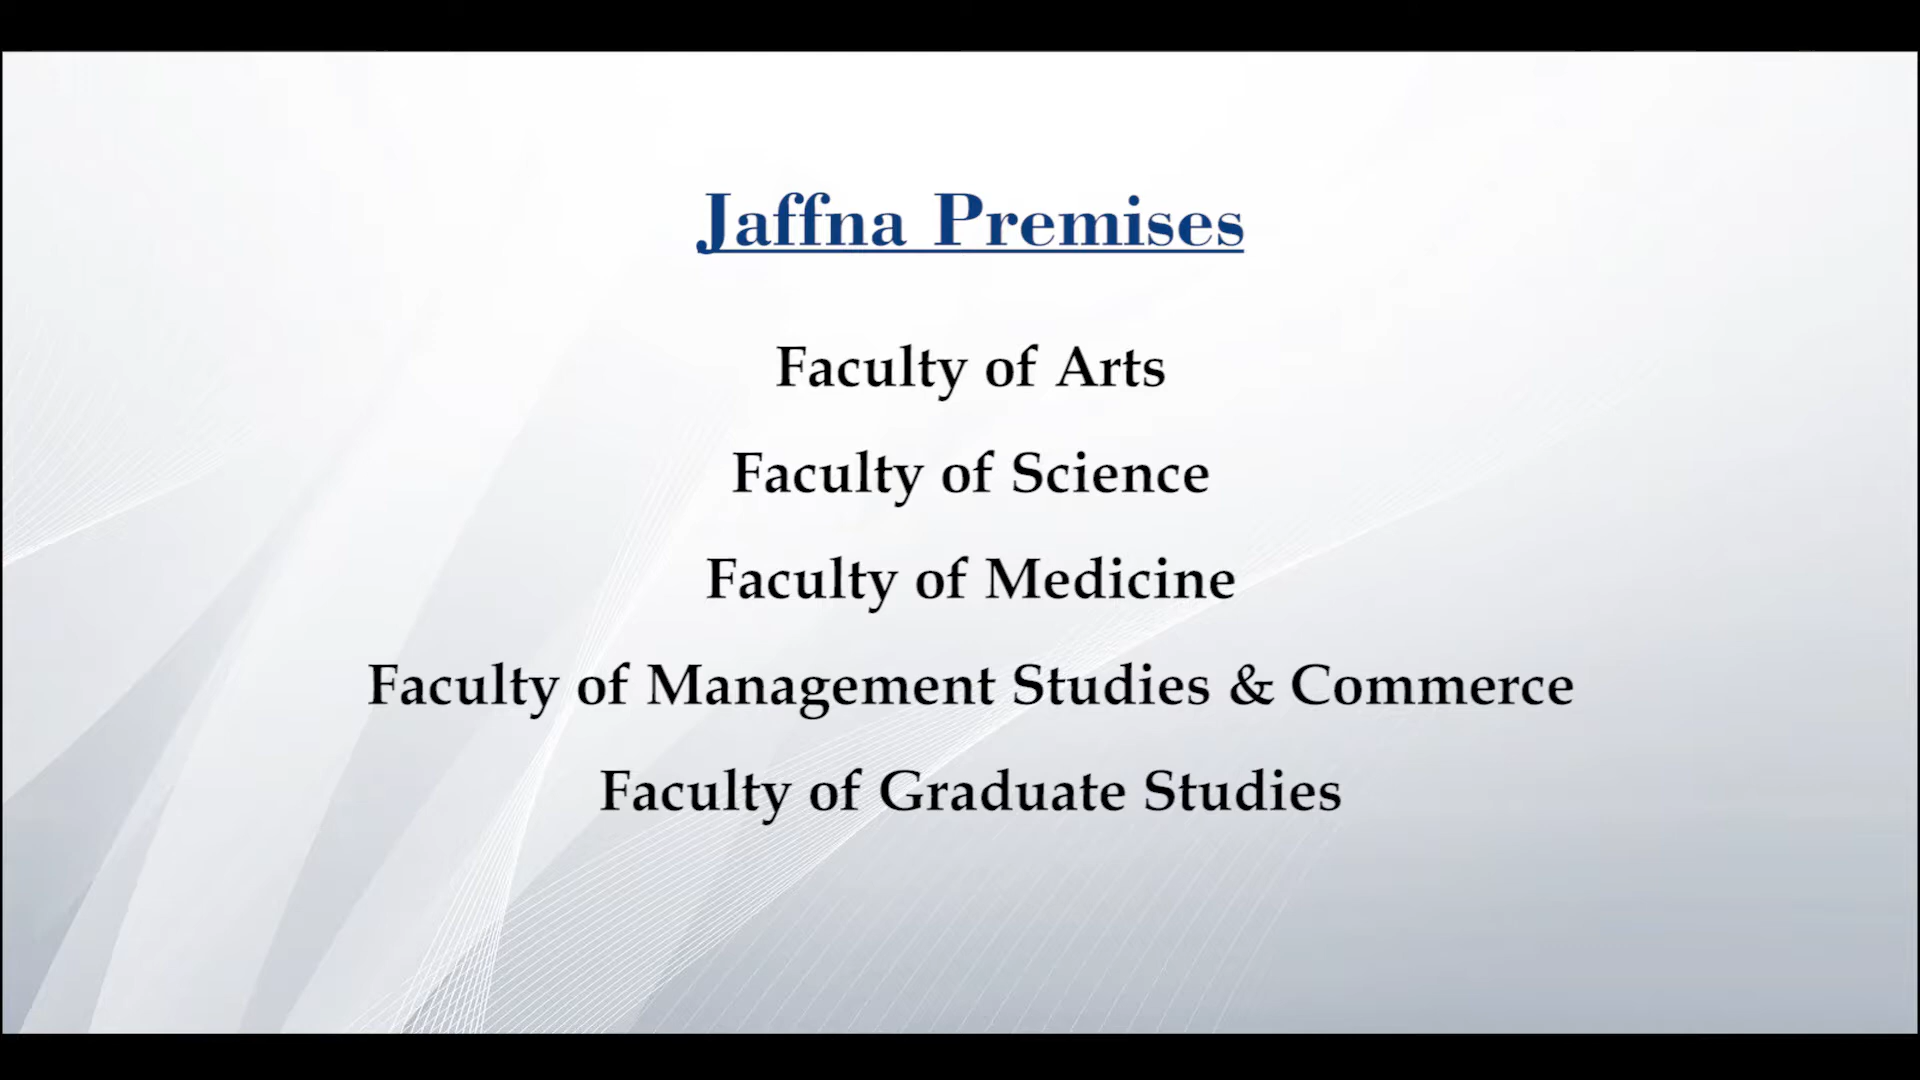 Jaffna Premises
Faculty of Arts
Faculty of Science
Faculty of Medicine
Faculty of Management Studies & Commerce
Faculty of Graduate Studies